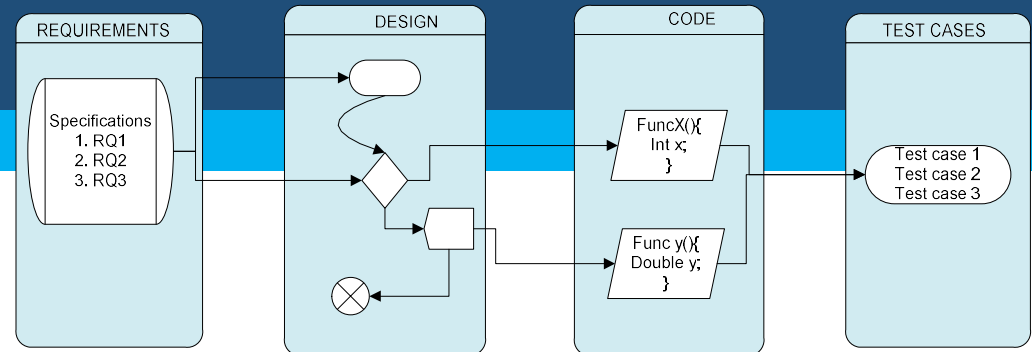 REQUIREMENTS
Specifications
1. RQ1
2. RQ2
3. RQ3
DESIGN
CODE
FuncX(){
Int x;
}
Func y(){
Double y;
}
TEST CASES
Test case 1
Test case 2
Test case 3